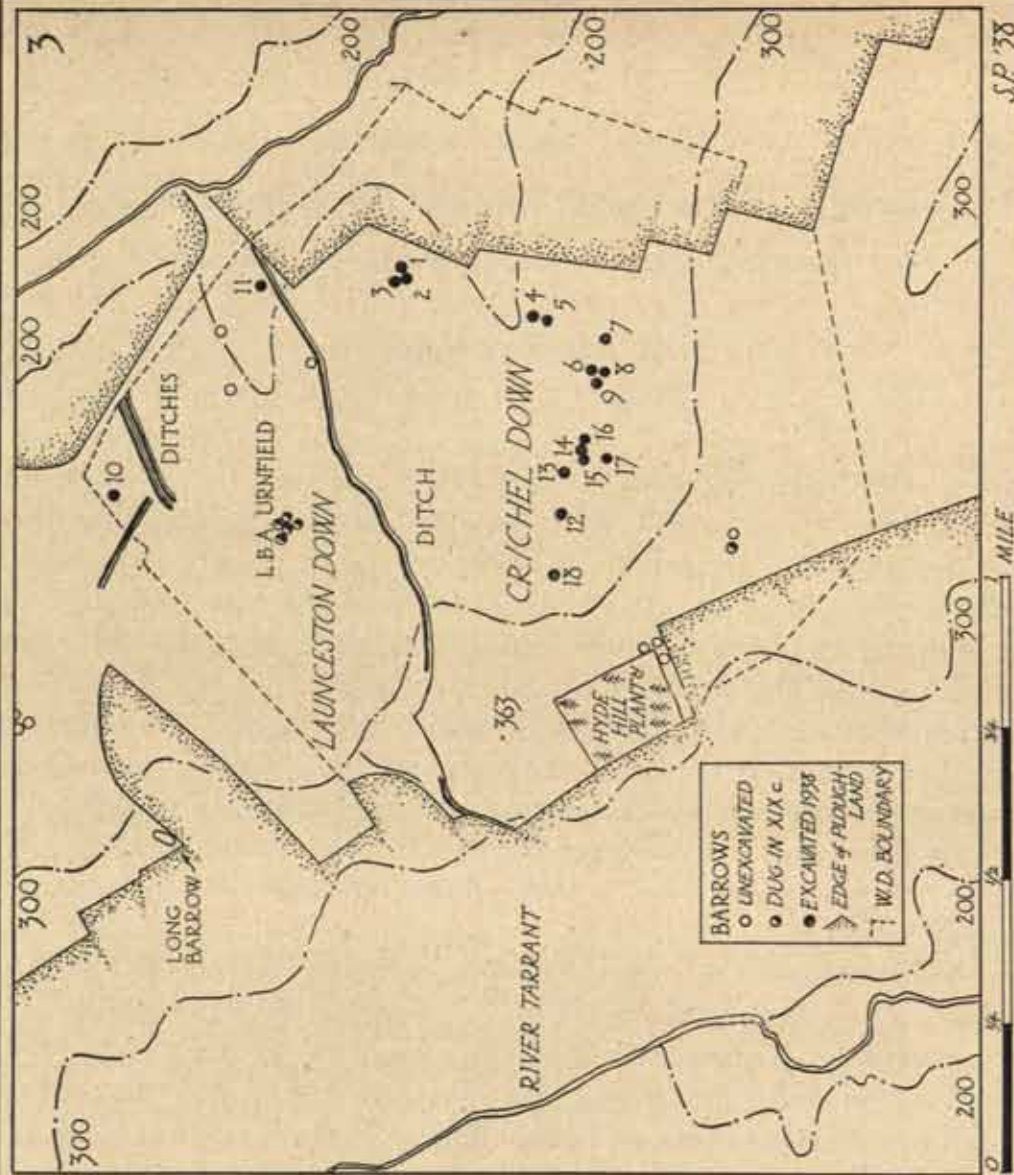 3
300
200
200
300
10
DITCHES
LONG
BARROW
11
L.B.A. URNFIELD
LAUNCESTON DOWN
200
3
1
2
DITCH
363
RIVER TARRANT
CRICHEL DOWN
18
12
13
14
15
16
17
9
6
8
7
4
5
200
HYDE
HILL
PLANTⁿ
BARROWS
UNEXCAVATED
DUG IN XIX c.
EXCAVATED 1938
EDGE of PLOUGH-
LAND
W.D. BOUNDARY
300
200
200
300
300
0 1/4 1/2 3/4 1 MILE
S.P. '38